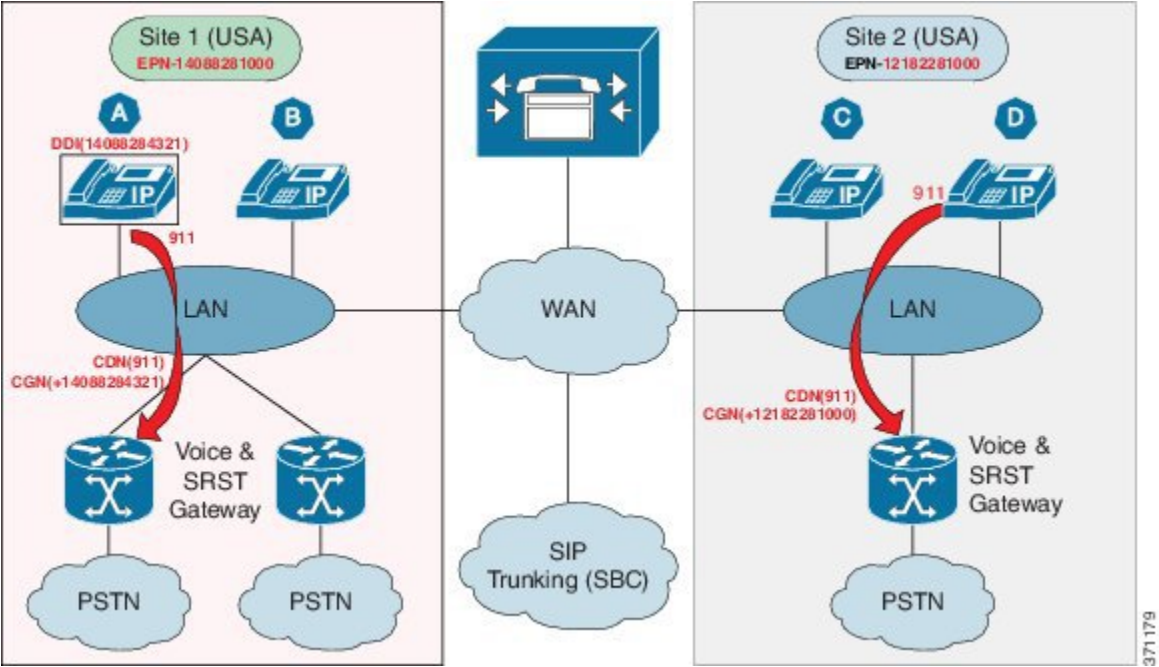 Site 1 (USA)
EPN-14088281000
A
B
DDI(14088284321)
IP
IP
911
LAN
CDN(911)
CGN(+14088284321)
Voice &
SRST
Gateway
PSTN
PSTN
WAN
SIP
Trunking (SBC)
Site 2 (USA)
EPN-12182281000
C
D
IP
IP
911
LAN
CDN(911)
CGN(+12182281000)
Voice &
SRST
Gateway
PSTN
371179